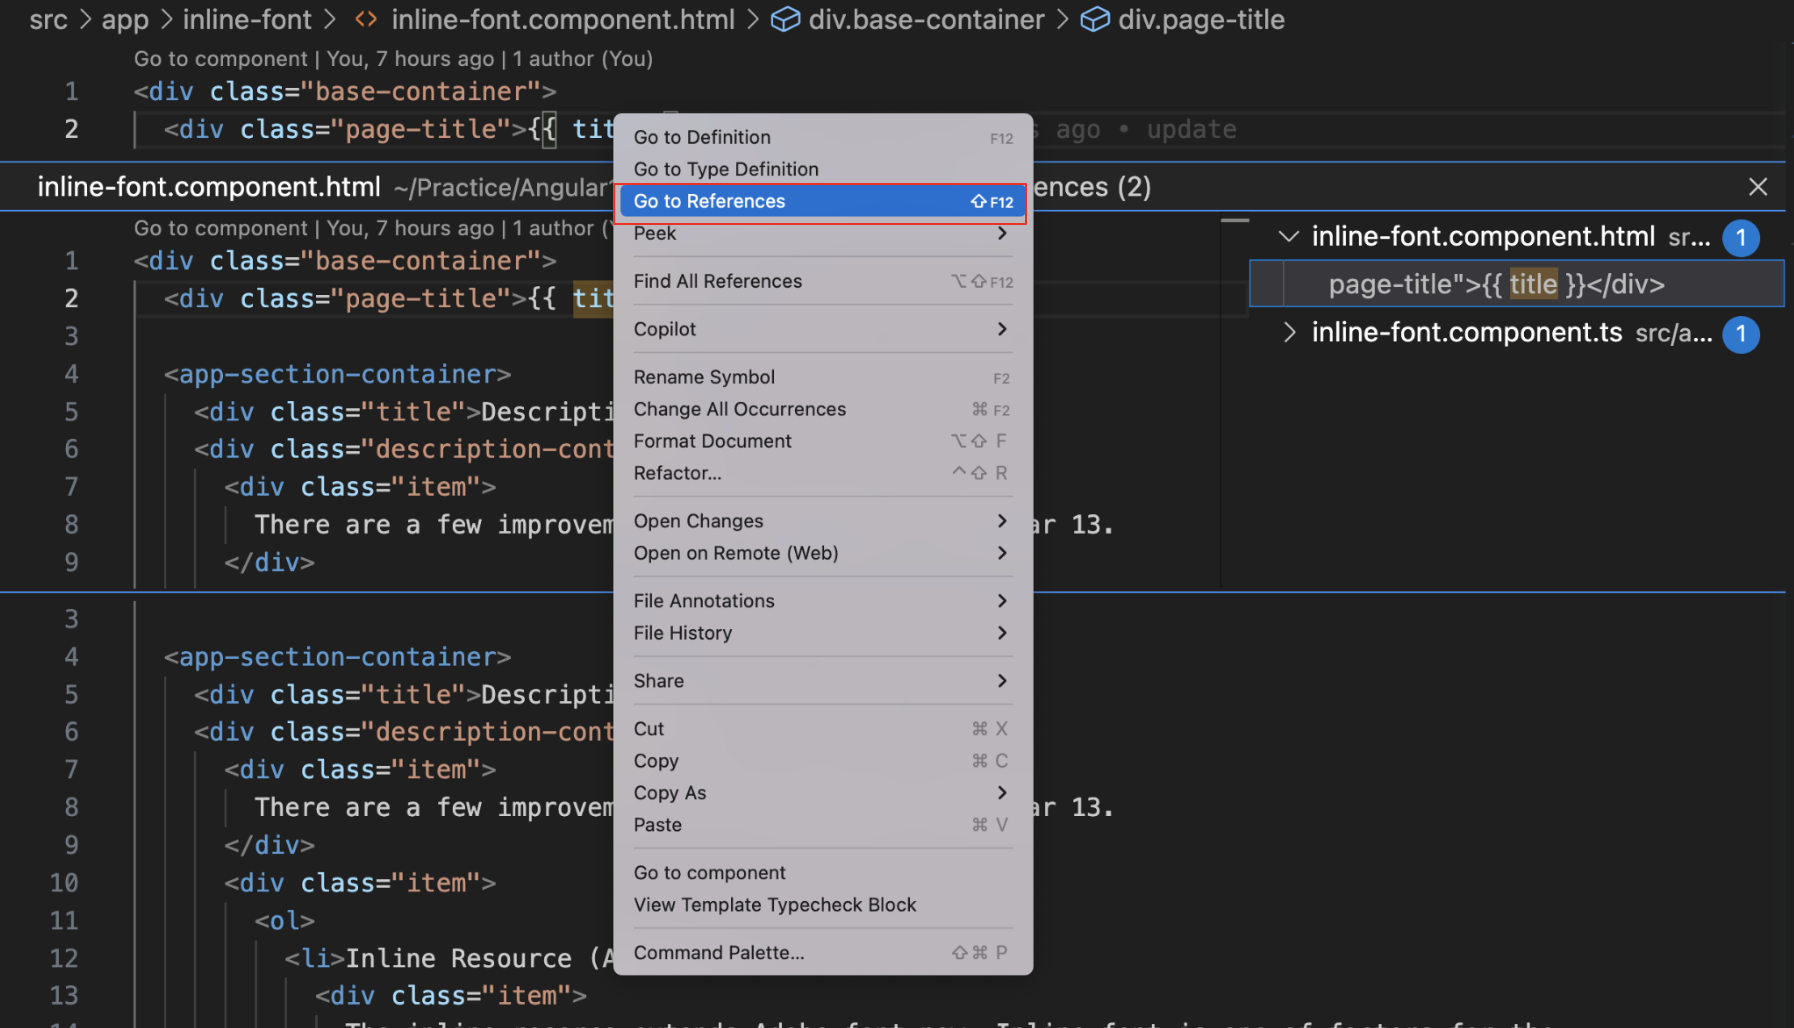 src > app > inline-font > <> inline-font.component.html > div.base-container > div.page-title
Go to component | You, 7 hours ago | 1 author (You)
1 <div class="base-container">
2 <div class="page-title">{{ tit
ago • update
inline-font.component.html ~/Practice/Angular
ences (2)
Go to component | You, 7 hours ago | 1 author
1 <div class="base-container">
2 <div class="page-title">{{ tit
3
4 <app-section-container>
5 <div class="title">Descripti
6 <div class="description-cont
7 <div class="item">
8 There are a few improvem
ar 13.
9 </div>
inline-font.component.html sr... 1
page-title">{{ title }}</div>
inline-font.component.ts src/a... 1
3
4 <app-section-container>
5 <div class="title">Descripti
6 <div class="description-cont
7 <div class="item">
8 There are a few improvem
ar 13.
9 </div>
10 <div class="item">
11 <ol>
12 <li>Inline Resource (A
13 <div class="item">
14
Go to Definition F12
Go to Type Definition
Go to References ⇧F12
Peek >
Find All References ⌥⇧F12
Copilot >
Rename Symbol F2
Change All Occurrences ⌘F2
Format Document ⌥⇧F
Refactor... ^⇧R
Open Changes >
Open on Remote (Web) >
File Annotations >
File History >
Share >
Cut ⌘X
Copy ⌘C
Copy As >
Paste ⌘V
Go to component
View Template Typecheck Block
Command Palette... ⇧⌘P